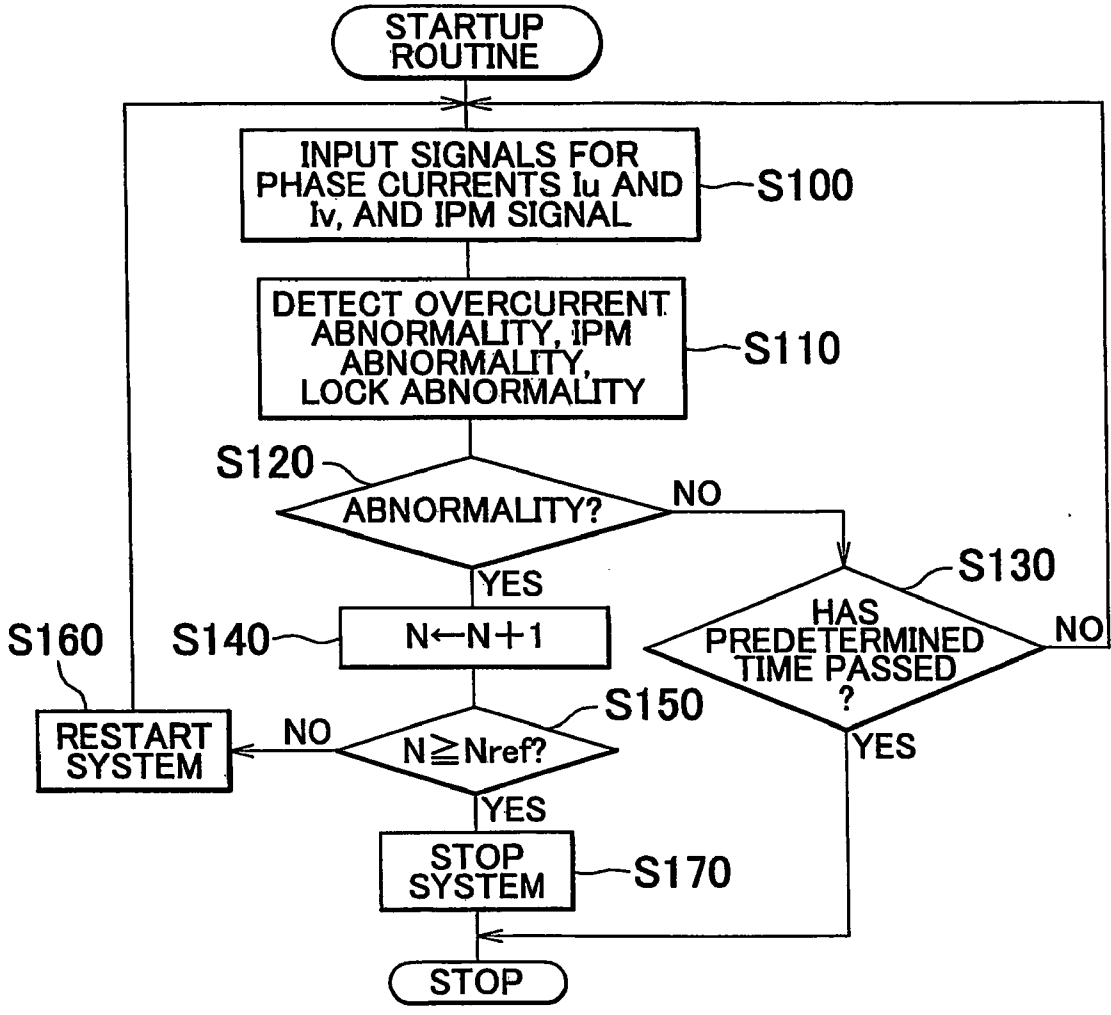 STARTUP
ROUTINE
INPUT SIGNALS FOR
PHASE CURRENTS Iu AND
Iv, AND IPM SIGNAL
S100
DETECT OVERCURRENT
ABNORMALITY, IPM
ABNORMALITY,
LOCK ABNORMALITY
S110
S120
ABNORMALITY?
NO
YES
S130
HAS
PREDETERMINED
TIME PASSED
?
NO
YES
S140
N←N+1
S150
N≧Nref?
NO
YES
S160
RESTART
SYSTEM
STOP
SYSTEM
S170
STOP